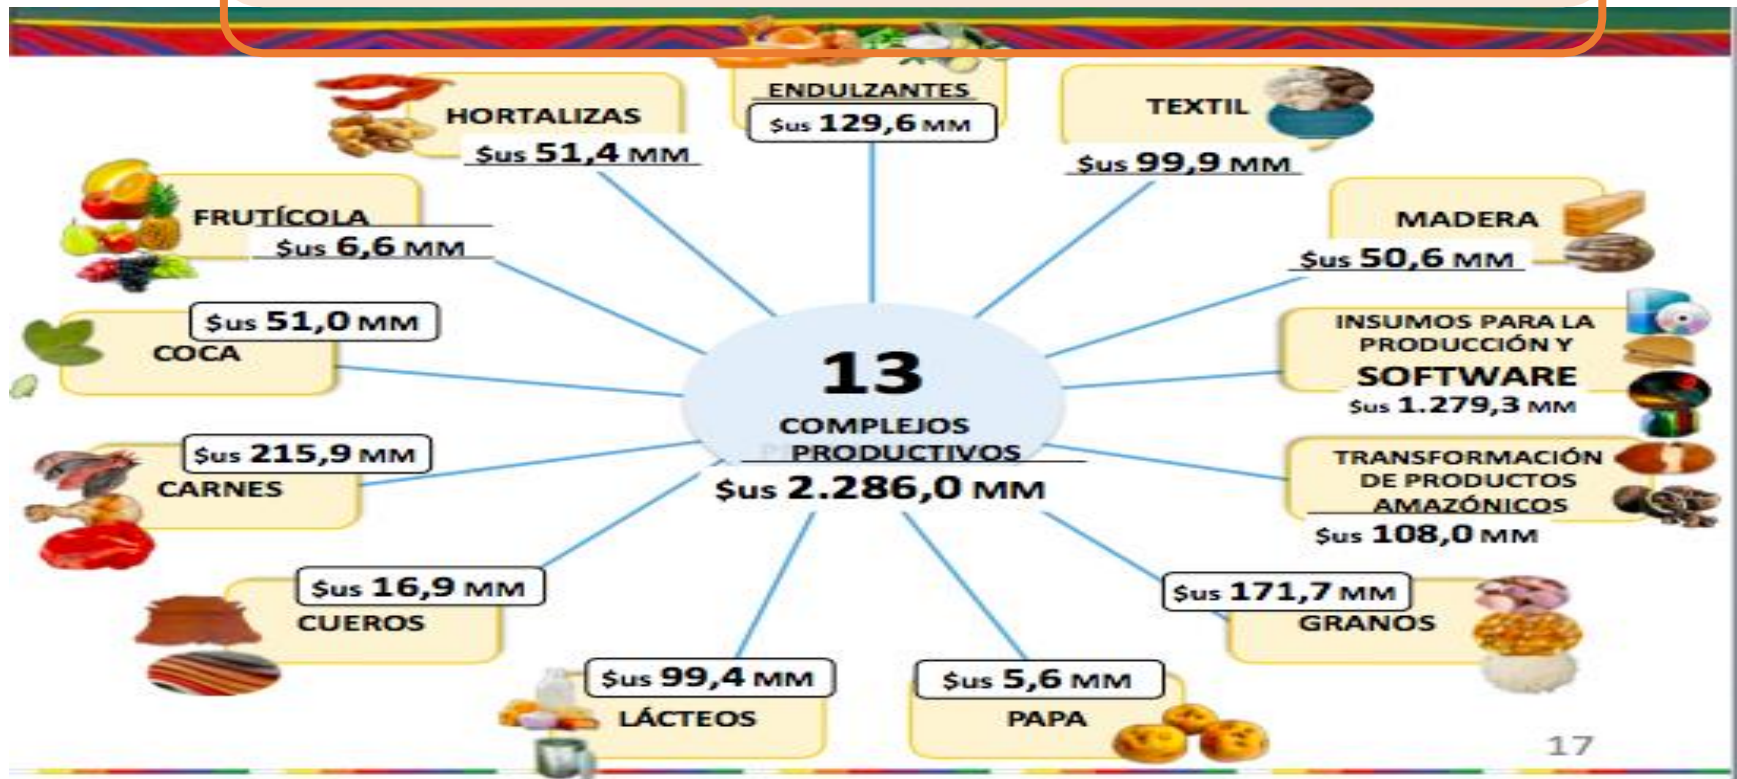 ENDULZANTES
$us 129,6 MM
TEXTIL
$us 99,9 MM
MADERA
$us 50,6 MM
INSUMOS PARA LA
PRODUCCIÓN Y
SOFTWARE
$us 1.279,3 MM
TRANSFORMACIÓN
DE PRODUCTOS
AMAZÓNICOS
$us 108,0 MM
$us 171,7 MM
GRANOS
$us 5,6 MM
PAPA
$us 99,4 MM
LÁCTEOS
$us 16,9 MM
CUEROS
$us 215,9 MM
CARNES
$us 51,0 MM
COCA
FRUTÍCOLA
$us 6,6 MM
HORTALIZAS
$us 51,4 MM
13
COMPLEJOS
PRODUCTIVOS
$us 2.286,0 MM
17